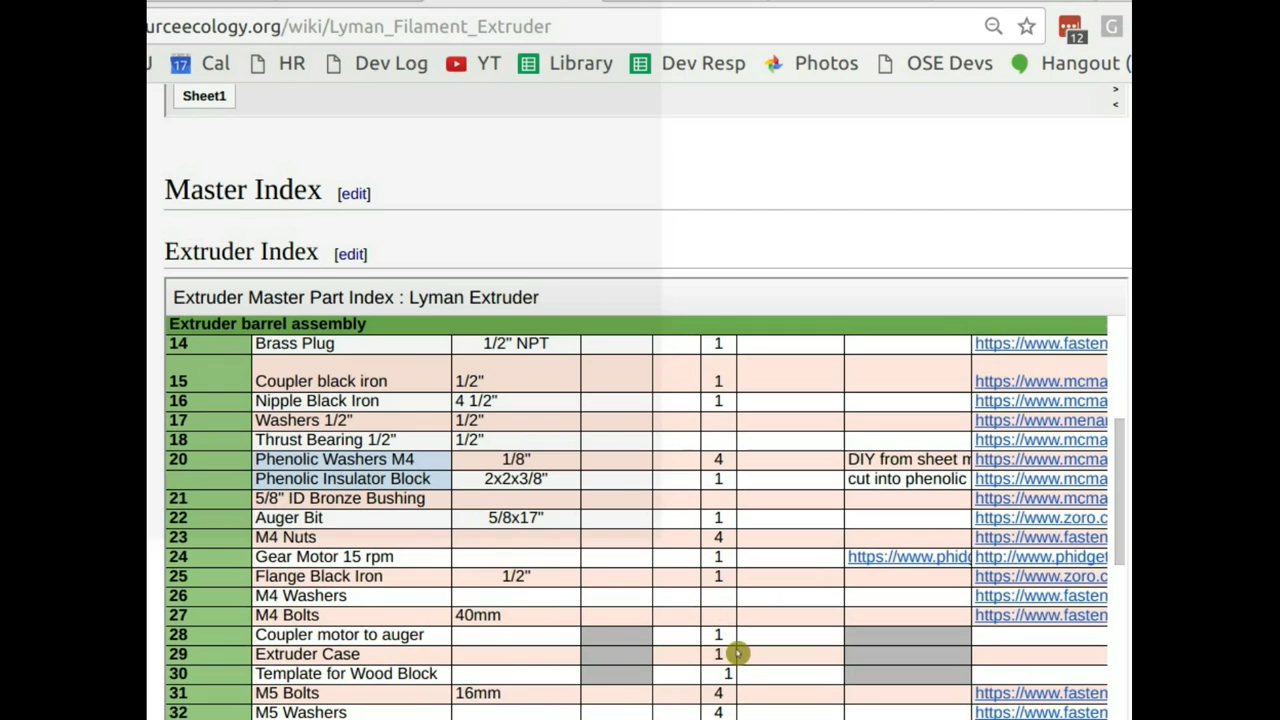 urceecology.org/wiki/Lyman_Filament_Extruder
12 G
17 Cal HR Dev Log YT Library Dev Resp Photos OSE Devs Hangout (
Sheet1
Master Index [edit]
Extruder Index [edit]
Extruder Master Part Index : Lyman Extruder
Extruder barrel assembly
14 Brass Plug 1/2" NPT 1 https://www.fasten
15 Coupler black iron 1/2" 1 https://www.mcma
16 Nipple Black Iron 4 1/2" 1 https://www.mcma
17 Washers 1/2" 1/2" https://www.menar
18 Thrust Bearing 1/2" 1/2" https://www.mcma
20 Phenolic Washers M4 1/8" 4 DIY from sheet m https://www.mcma
Phenolic Insulator Block 2x2x3/8" 1 cut into phenolic https://www.mcma
21 5/8" ID Bronze Bushing https://www.mcma
22 Auger Bit 5/8x17" 1 https://www.zoro.c
23 M4 Nuts 4 https://www.fasten
24 Gear Motor 15 rpm 1 https://www.phidg http://www.phidget
25 Flange Black Iron 1/2" 1 https://www.zoro.c
26 M4 Washers https://www.fasten
27 M4 Bolts 40mm https://www.fasten
28 Coupler motor to auger 1
29 Extruder Case 1
30 Template for Wood Block 1
31 M5 Bolts 16mm 4 https://www.fasten
32 M5 Washers 4 https://www.fasten